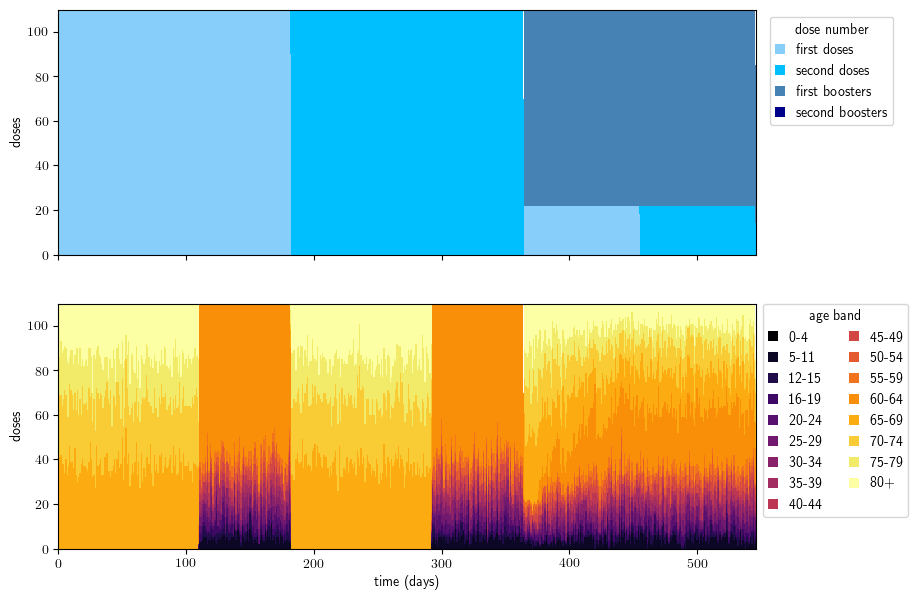 100
80
60
40
20
0
doses
dose number
first doses
second doses
first boosters
second boosters
100
80
60
40
20
0
doses
0 100 200 300 400 500
time (days)
age band
0-4 45-49
5-11 50-54
12-15 55-59
16-19 60-64
20-24 65-69
25-29 70-74
30-34 75-79
35-39 80+
40-44